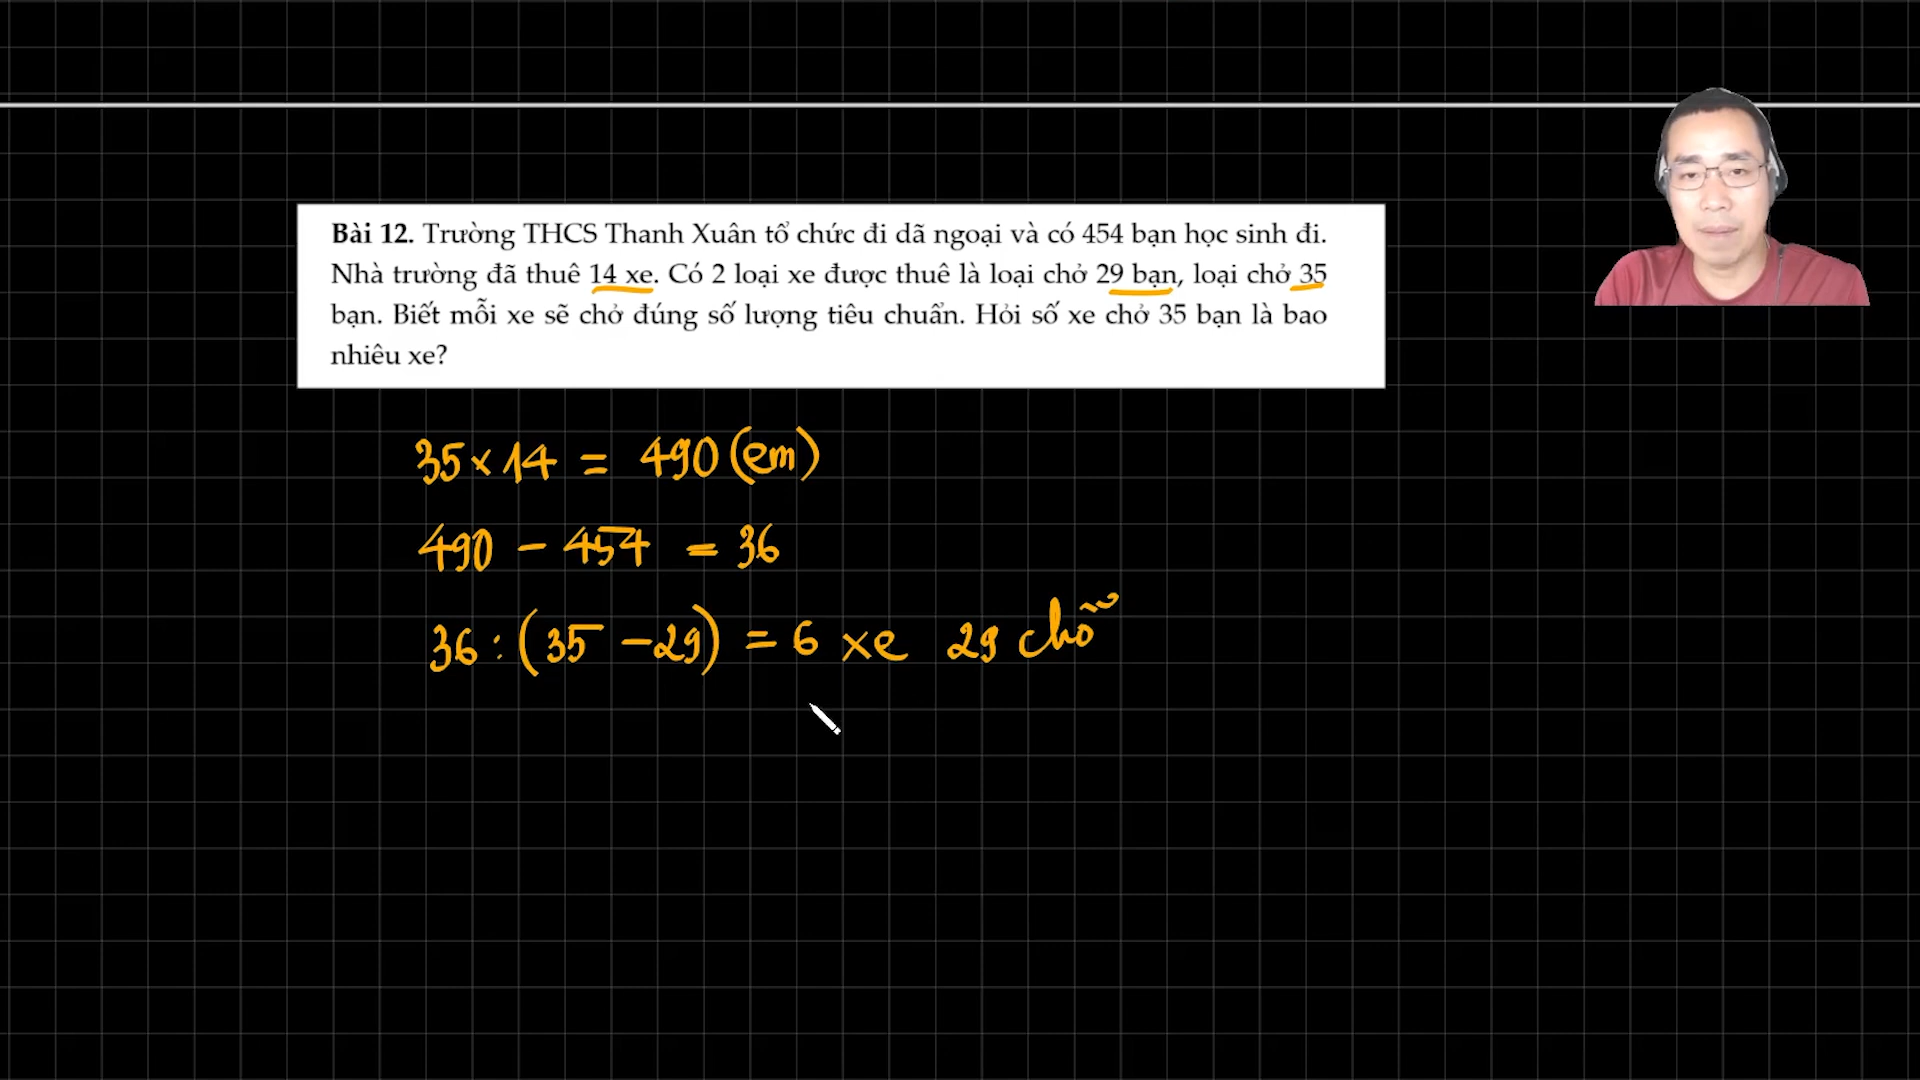 Bài 12. Trường THCS Thanh Xuân tổ chức đi dã ngoại và có 454 bạn học sinh đi.
Nhà trường đã thuê 14 xe. Có 2 loại xe được thuê là loại chở 29 bạn, loại chở 35
bạn. Biết mỗi xe sẽ chở đúng số lượng tiêu chuẩn. Hỏi số xe chở 35 bạn là bao
nhiêu xe?
35 × 14 = 490 (em)
490 - 454 = 36
36 : (35 - 29) = 6 xe 29 chỗ